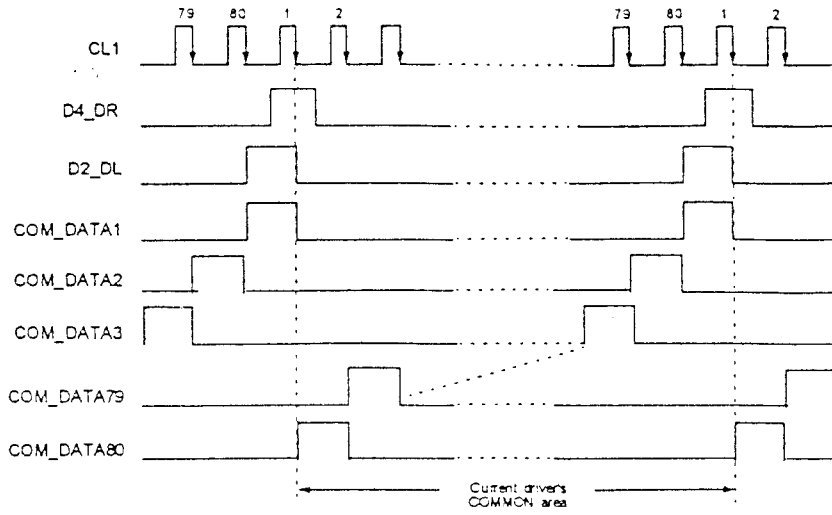 79 80 1 2 79 80 1 2
CL1
D4_DR
D2_DL
COM_DATA1
COM_DATA2
COM_DATA3
COM_DATA79
COM_DATA80
Current driver's
COMMON area